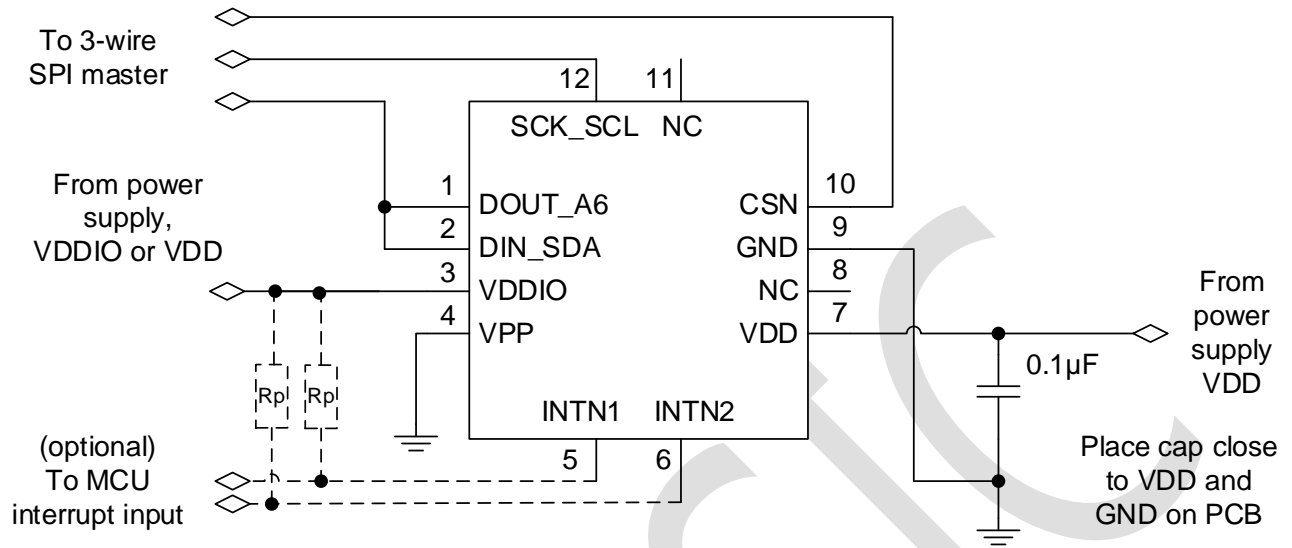 To 3-wire
SPI master
12
11
SCK_SCL
NC
From power
supply,
VDDIO or VDD
1
DOUT_A6
2
DIN_SDA
3
VDDIO
4
VPP
CSN
10
GND
9
NC
8
VDD
7
From
power
supply
VDD
0.1µF
Rp
Rp
INTN1
INTN2
5
6
(optional)
To MCU
interrupt input
Place cap close
to VDD and
GND on PCB